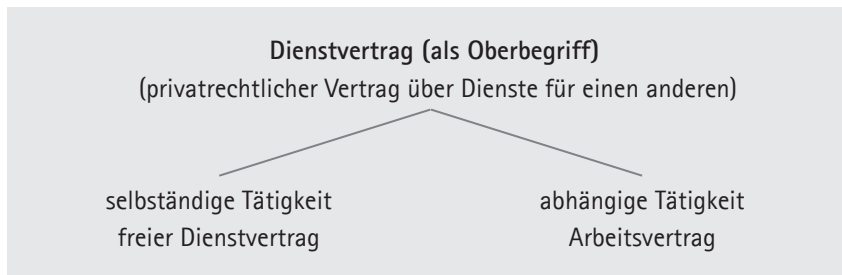 Dienstvertrag (als Oberbegriff)
(privatrechtlicher Vertrag über Dienste für einen anderen)
selbständige Tätigkeit
freier Dienstvertrag
abhängige Tätigkeit
Arbeitsvertrag